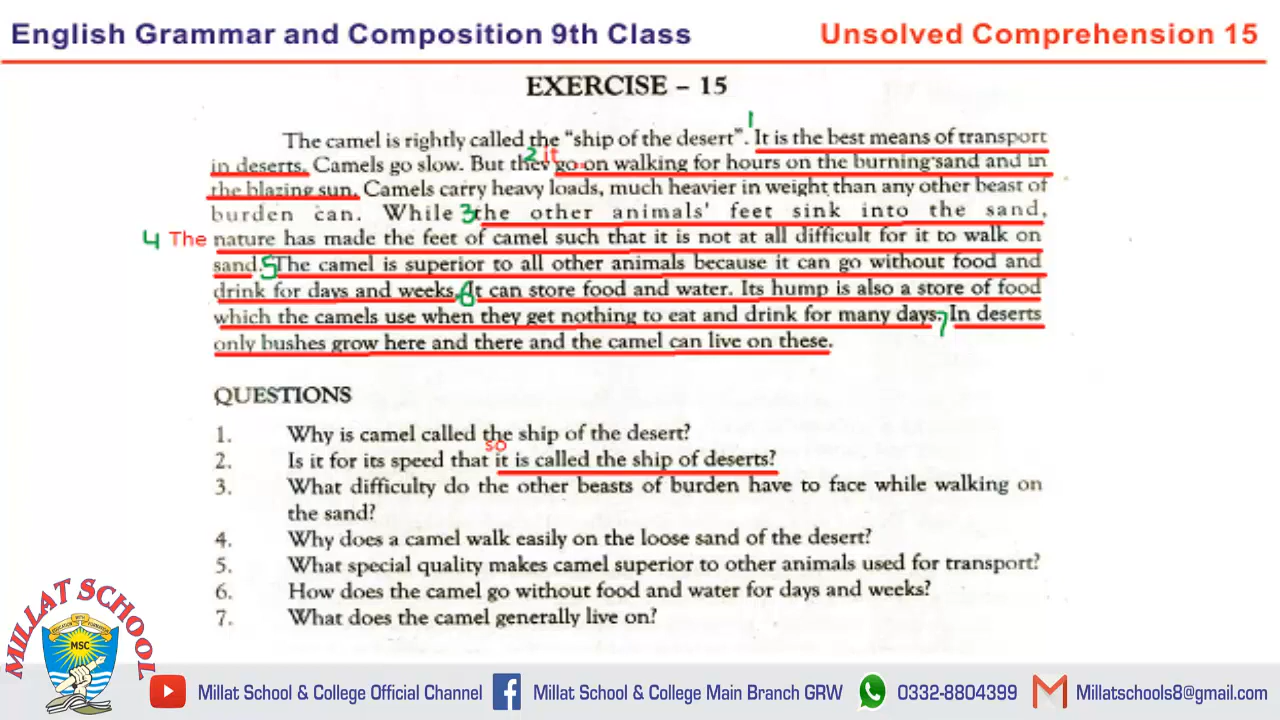 English Grammar and Composition 9th Class
Unsolved Comprehension 15
EXERCISE – 15
The camel is rightly called the "ship of the desert". 1 It is the best means of transport
in deserts. Camels go slow. But they 2 it go on walking for hours on the burning sand and in
the blazing sun. Camels carry heavy loads, much heavier in weight than any other beast of
burden can. While 3 the other animals' feet sink into the sand,
4 The nature has made the feet of camel such that it is not at all difficult for it to walk on
sand. 5 The camel is superior to all other animals because it can go without food and
drink for days and weeks. 6 It can store food and water. Its hump is also a store of food
which the camels use when they get nothing to eat and drink for many days. 7 In deserts
only bushes grow here and there and the camel can live on these.
QUESTIONS
1. Why is camel called the ship of the desert?
so
2. Is it for its speed that it is called the ship of deserts?
3. What difficulty do the other beasts of burden have to face while walking on
the sand?
4. Why does a camel walk easily on the loose sand of the desert?
5. What special quality makes camel superior to other animals used for transport?
6. How does the camel go without food and water for days and weeks?
7. What does the camel generally live on?
MILLAT SCHOOL
MSC
Millat School & College Official Channel
Millat School & College Main Branch GRW
0332-8804399
Millatschools8@gmail.com